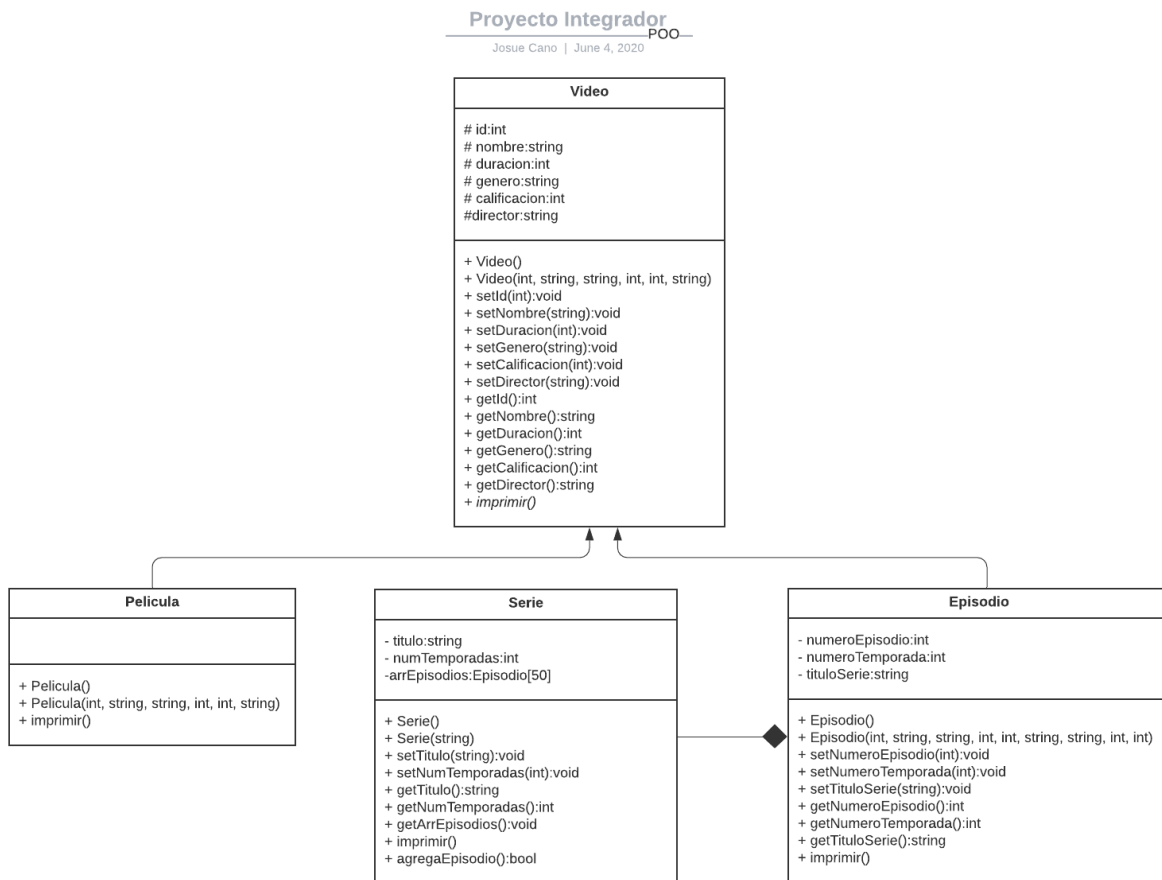 Proyecto Integrador
POO
Josue Cano | June 4, 2020
Video
# id:int
# nombre:string
# duracion:int
# genero:string
# calificacion:int
#director:string
+ Video()
+ Video(int, string, string, int, int, string)
+ setId(int):void
+ setNombre(string):void
+ setDuracion(int):void
+ setGenero(string):void
+ setCalificacion(int):void
+ setDirector(string):void
+ getId():int
+ getNombre():string
+ getDuracion():int
+ getGenero():string
+ getCalificacion():int
+ getDirector():string
+ imprimir()
Pelicula
+ Pelicula()
+ Pelicula(int, string, string, int, int, string)
+ imprimir()
Serie
- titulo:string
- numTemporadas:int
-arrEpisodios:Episodio[50]
+ Serie()
+ Serie(string)
+ setTitulo(string):void
+ setNumTemporadas(int):void
+ getTitulo():string
+ getNumTemporadas():int
+ getArrEpisodios():void
+ imprimir()
+ agregaEpisodio():bool
Episodio
- numeroEpisodio:int
- numeroTemporada:int
- tituloSerie:string
+ Episodio()
+ Episodio(int, string, string, int, int, string, string, int, int)
+ setNumeroEpisodio(int):void
+ setNumeroTemporada(int):void
+ setTituloSerie(string):void
+ getNumeroEpisodio():int
+ getNumeroTemporada():int
+ getTituloSerie():string
+ imprimir()